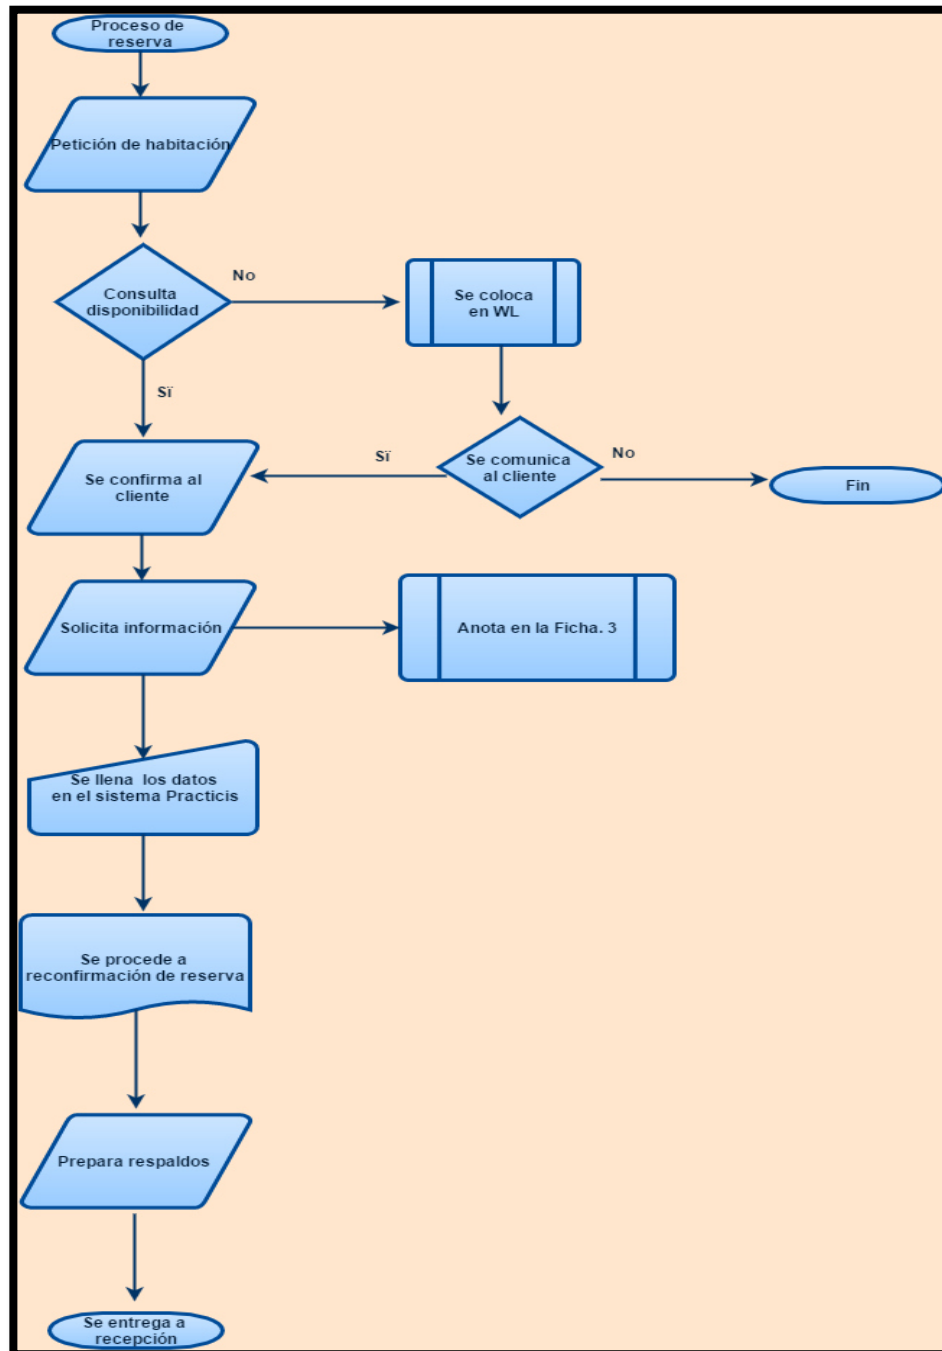 Proceso de
reserva
Petición de habitación
Consulta
disponibilidad
No
Se coloca
en WL
Sï
Se confirma al
cliente
Sï
Se comunica
al cliente
No
Fin
Solicita información
Anota en la Ficha. 3
Se llena los datos
en el sistema Practicis
Se procede a
reconfirmación de reserva
Prepara respaldos
Se entrega a
recepción